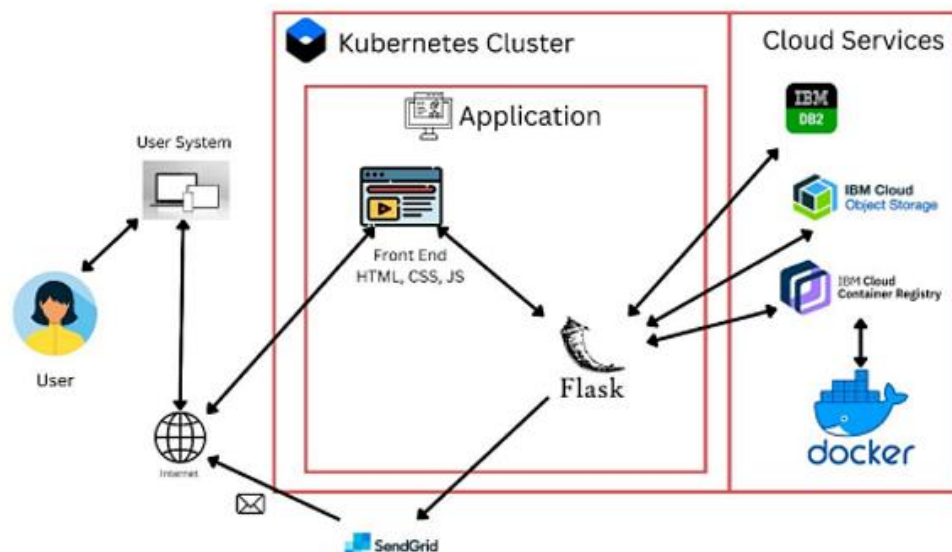 Kubernetes Cluster
Cloud Services
Application
IBM
DB2
User System
IBM Cloud
Object Storage
Front End
HTML, CSS, JS
IBM Cloud
Container Registry
User
Flask
docker
Internet
SendGrid